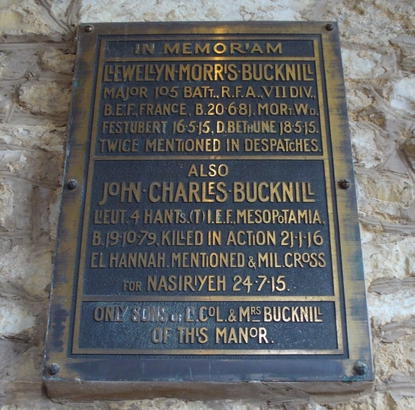 IN MEMORIAM
LLEWELLYN·MORRIS·BUCKNILL
MAJOR 105 BATT., R.F.A., VII DIV.,
B.E.F., FRANCE, B. 20·6·81, MORT. WD.
FESTUBERT 16·5·15, D. BETHUNE 18·5·15.
TWICE MENTIONED IN DESPATCHES.
ALSO
JOHN·CHARLES·BUCKNILL
LIEUT. 4 HANTS. (T) I.E.F., MESOPOTAMIA,
B. 19·10·79, KILLED IN ACTION 21·1·16
EL HANNAH. MENTIONED & MIL. CROSS
FOR NASIRIYEH 24·7·15.
ONLY SONS OF L. COL. & MRS BUCKNILL
OF THIS MANOR.